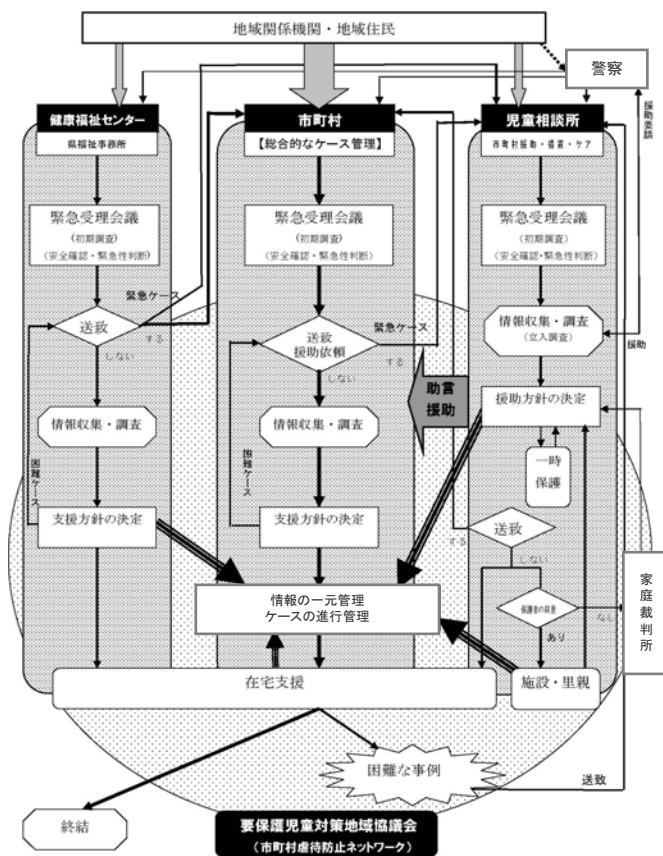 地域関係機関・地域住民
警察
援助要請
健康福祉センター
県福祉事務所
市町村
【総合的なケース管理】
児童相談所
市町村援助・措置・ケア
緊急受理会議
(初期調査)
(安全確認・緊急性判断)
緊急受理会議
(初期調査)
(安全確認・緊急性判断)
緊急受理会議
(初期調査)
(安全確認・緊急性判断)
緊急ケース
送致
する
しない
緊急ケース
送致
援助依頼
する
しない
情報収集・調査
(立入調査)
援助
助言
援助
援助方針の決定
情報収集・調査
困難ケース
情報収集・調査
困難ケース
一時
保護
支援方針の決定
支援方針の決定
送致
する
しない
情報の一元管理
ケースの進行管理
保護者の同意
なし
あり
家庭裁判所
在宅支援
施設・里親
困難な事例
送致
終結
要保護児童対策地域協議会
(市町村虐待防止ネットワーク)